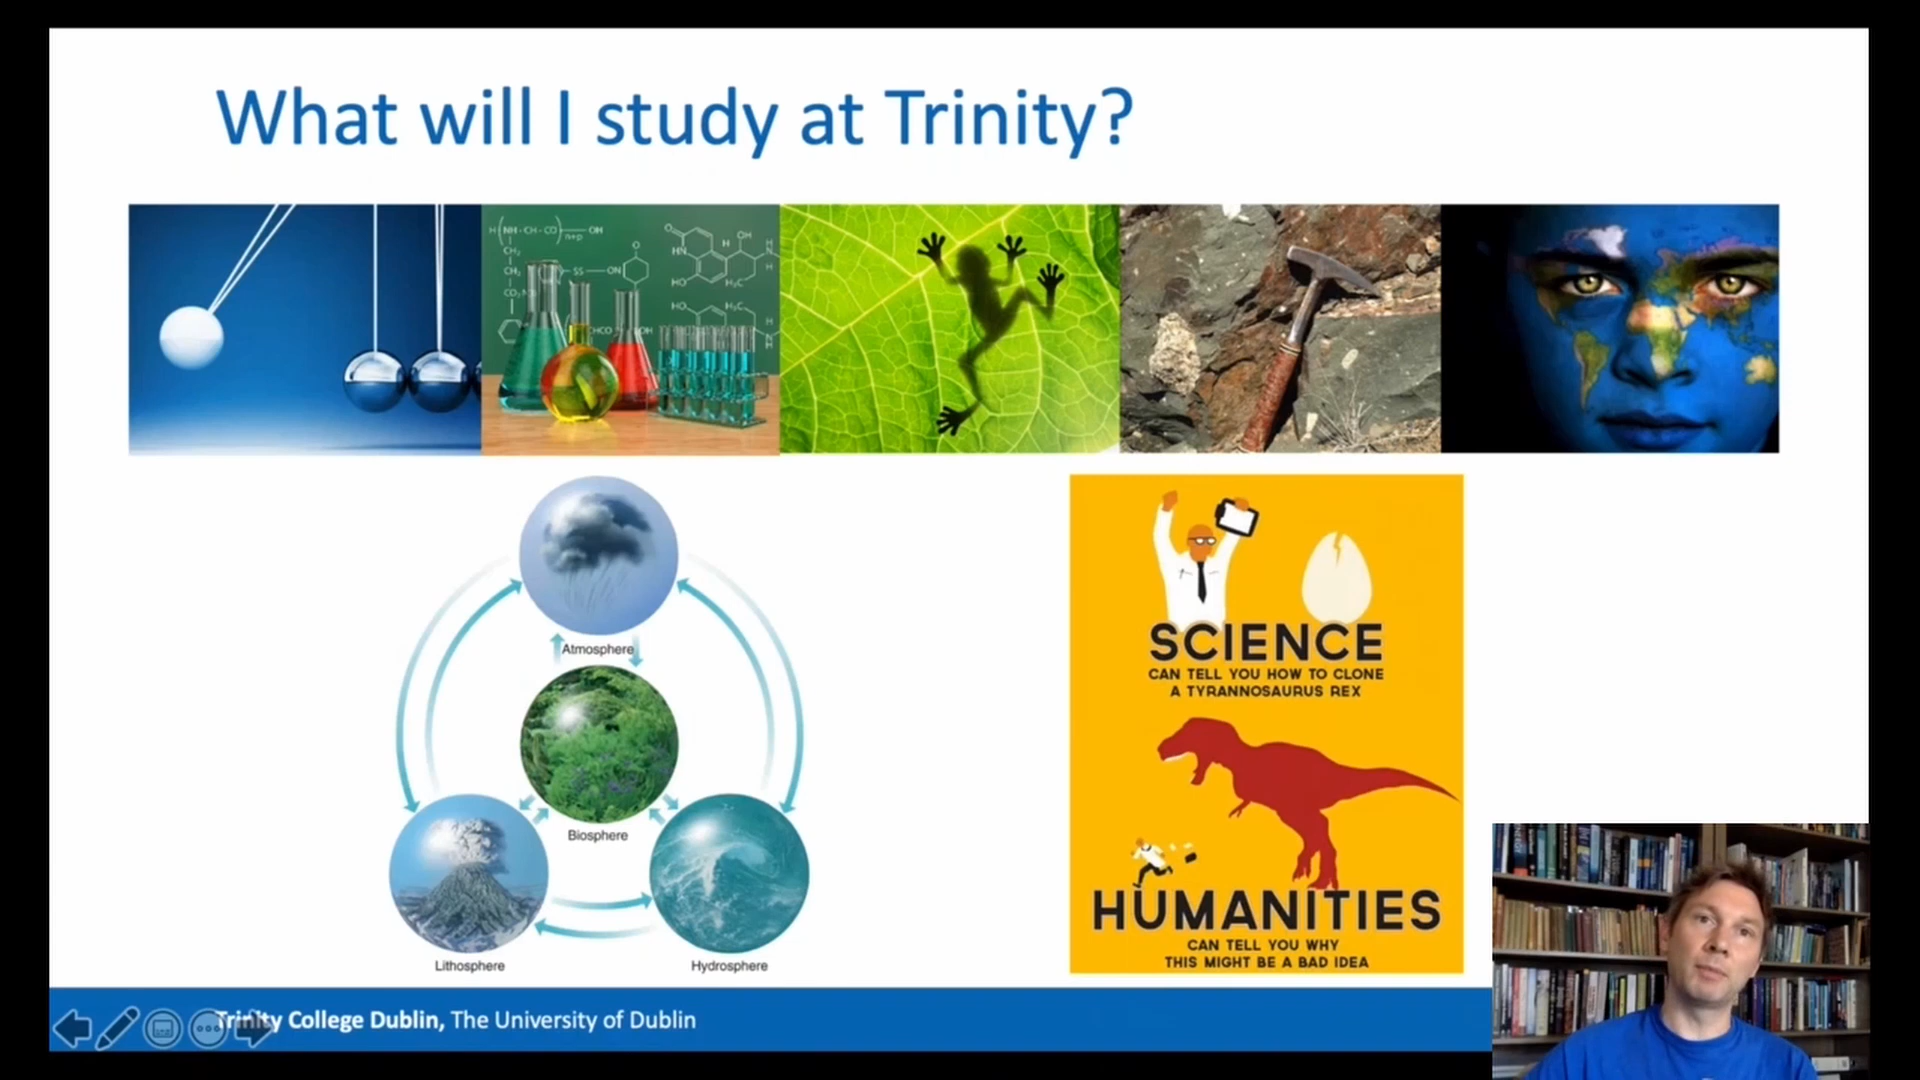 What will I study at Trinity?
Atmosphere
Biosphere
Lithosphere
Hydrosphere
SCIENCE
CAN TELL YOU HOW TO CLONE
A TYRANNOSAURUS REX
HUMANITIES
CAN TELL YOU WHY
THIS MIGHT BE A BAD IDEA
Trinity College Dublin, The University of Dublin